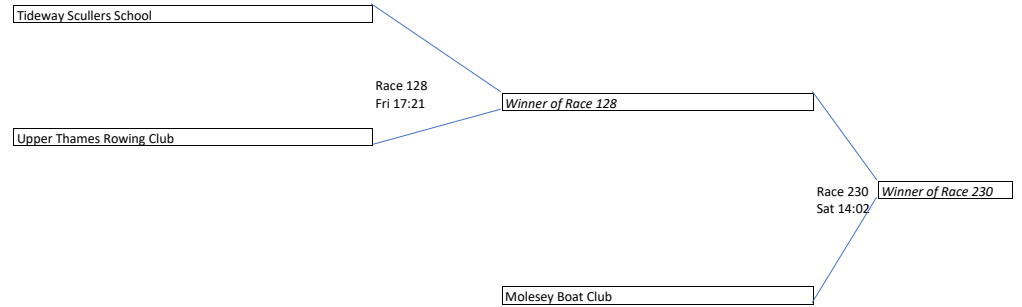 Tideway Scullers School
Race 128
Fri 17:21
Winner of Race 128
Upper Thames Rowing Club
Race 230
Sat 14:02
Winner of Race 230
Molesey Boat Club